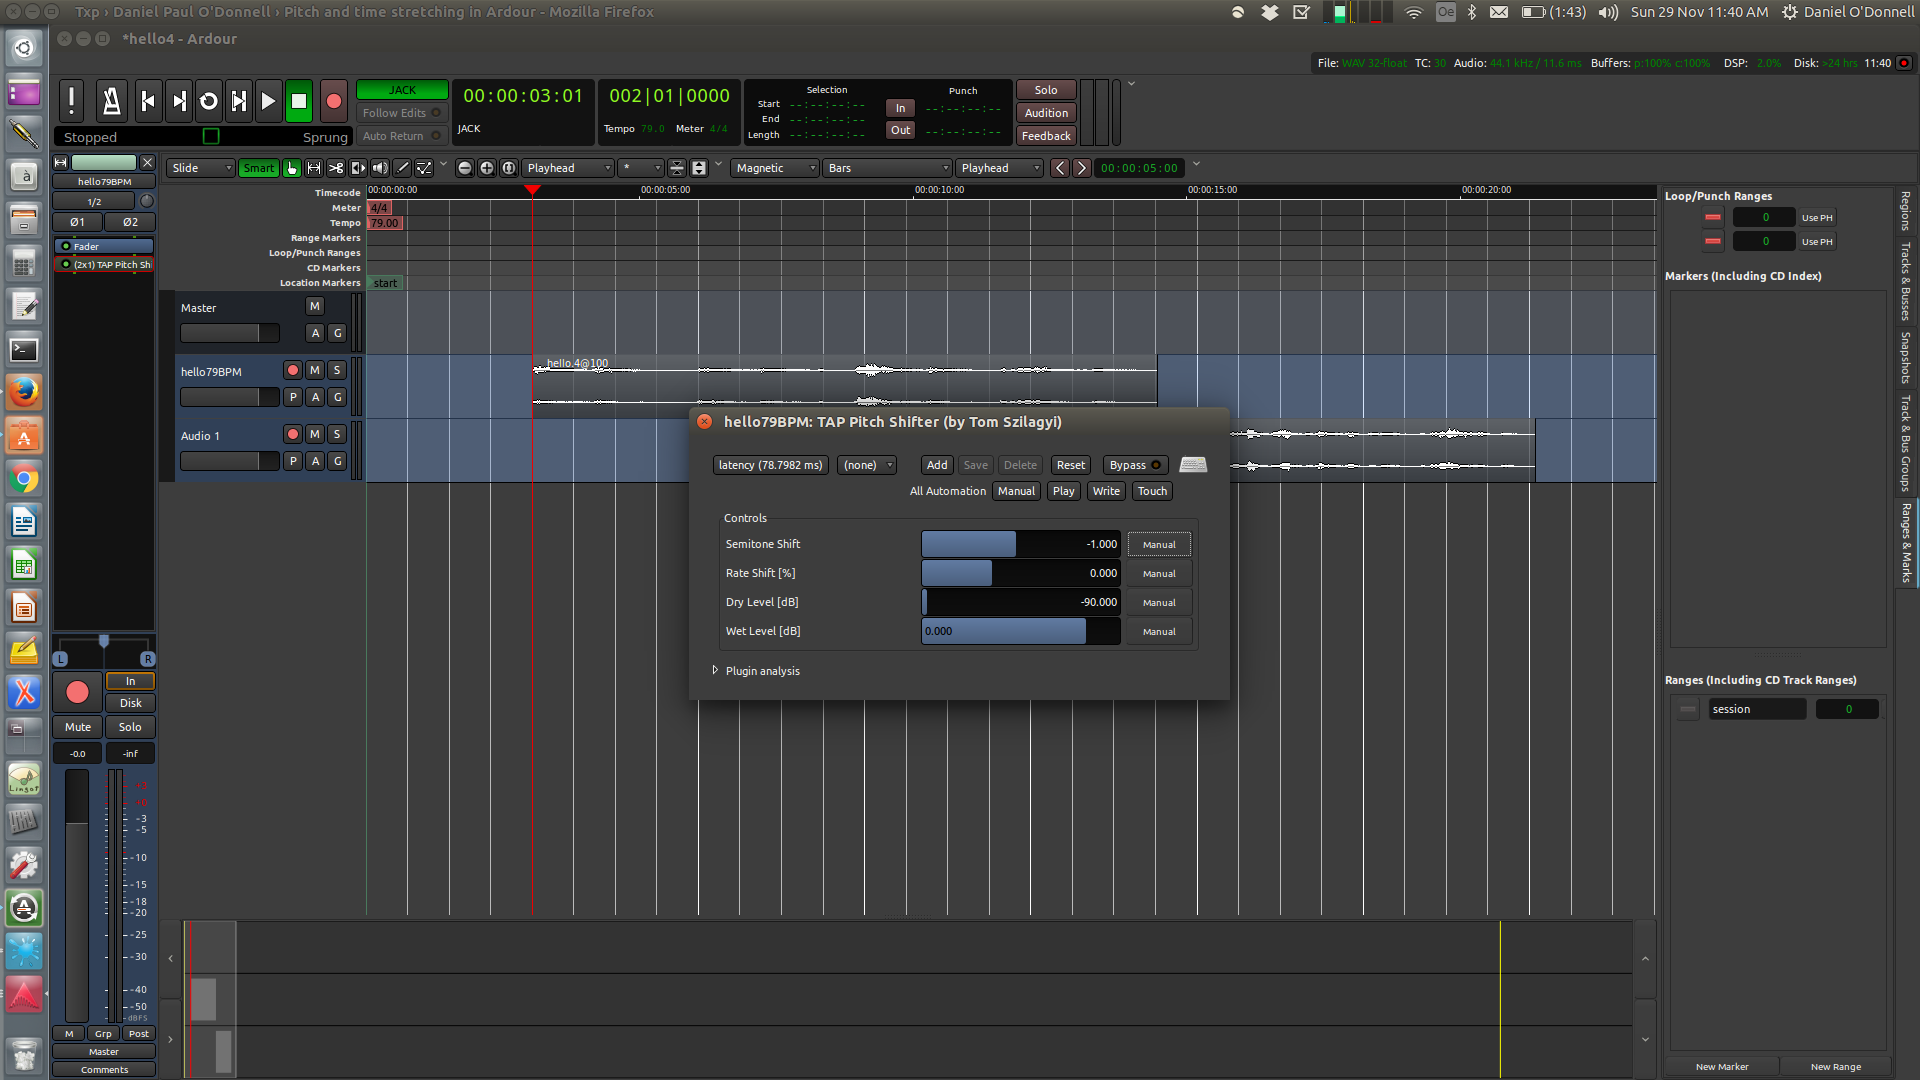 Txp › Daniel Paul O'Donnell › Pitch and time stretching in Ardour - Mozilla Firefox
(1:43) Sun 29 Nov 11:40 AM Daniel O'Donnell
*hello4 - Ardour
File: WAV 32-float TC: 30 Audio: 44.1 kHz / 11.6 ms Buffers: p:100% c:100% DSP: 2.0% Disk: >24 hrs 11:40
JACK
Follow Edits
Auto Return
Stopped Sprung
00:00:03:01
JACK
002|01|0000
Tempo 79.0 Meter 4/4
Selection Punch
Start --:--:--:-- In --:--:--:--
End --:--:--:--
Length --:--:--:-- Out --:--:--:--
Solo
Audition
Feedback
Slide Smart Playhead * Magnetic Bars Playhead 00:00:05:00
hello79BPM
1/2
Ø1 Ø2
Fader
(2x1) TAP Pitch Shi
Timecode 00:00:00:00 00:00:05:00 00:00:10:00 00:00:15:00 00:00:20:00
Meter 4/4
Tempo 79.00
Range Markers
Loop/Punch Ranges
CD Markers
Location Markers start
Master M
A G
hello79BPM M S
P A G
hello.4@100
Audio 1 M S
P A G
hello79BPM: TAP Pitch Shifter (by Tom Szilagyi)
latency (78.7982 ms) (none) Add Save Delete Reset Bypass
All Automation Manual Play Write Touch
Controls
Semitone Shift -1.000 Manual
Rate Shift [%] 0.000 Manual
Dry Level [dB] -90.000 Manual
Wet Level [dB] 0.000 Manual
Plugin analysis
Loop/Punch Ranges
0 Use PH
0 Use PH
Markers (Including CD Index)
Ranges (Including CD Track Ranges)
session 0
New Marker New Range
Regions
Tracks & Busses
Snapshots
Track & Bus Groups
Ranges & Marks
L R
In
Disk
Mute Solo
-0.0 -inf
-3
-5
-10
-15
-18
-20
-25
-30
-40
-50
dBFS
M Grp Post
Master
Comments